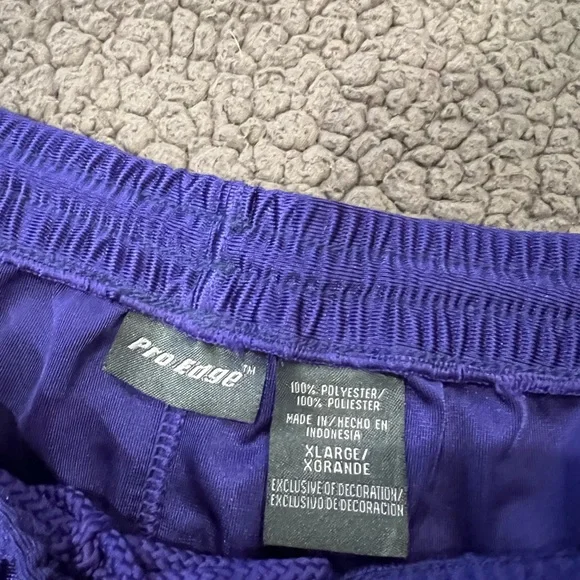 Pro Edge™
100% POLYESTER/
100% POLIESTER
MADE IN/HECHO EN
INDONESIA
XLARGE/
XGRANDE
EXCLUSIVE OF DECORATION/
EXCLUSIVO DE DECORACION